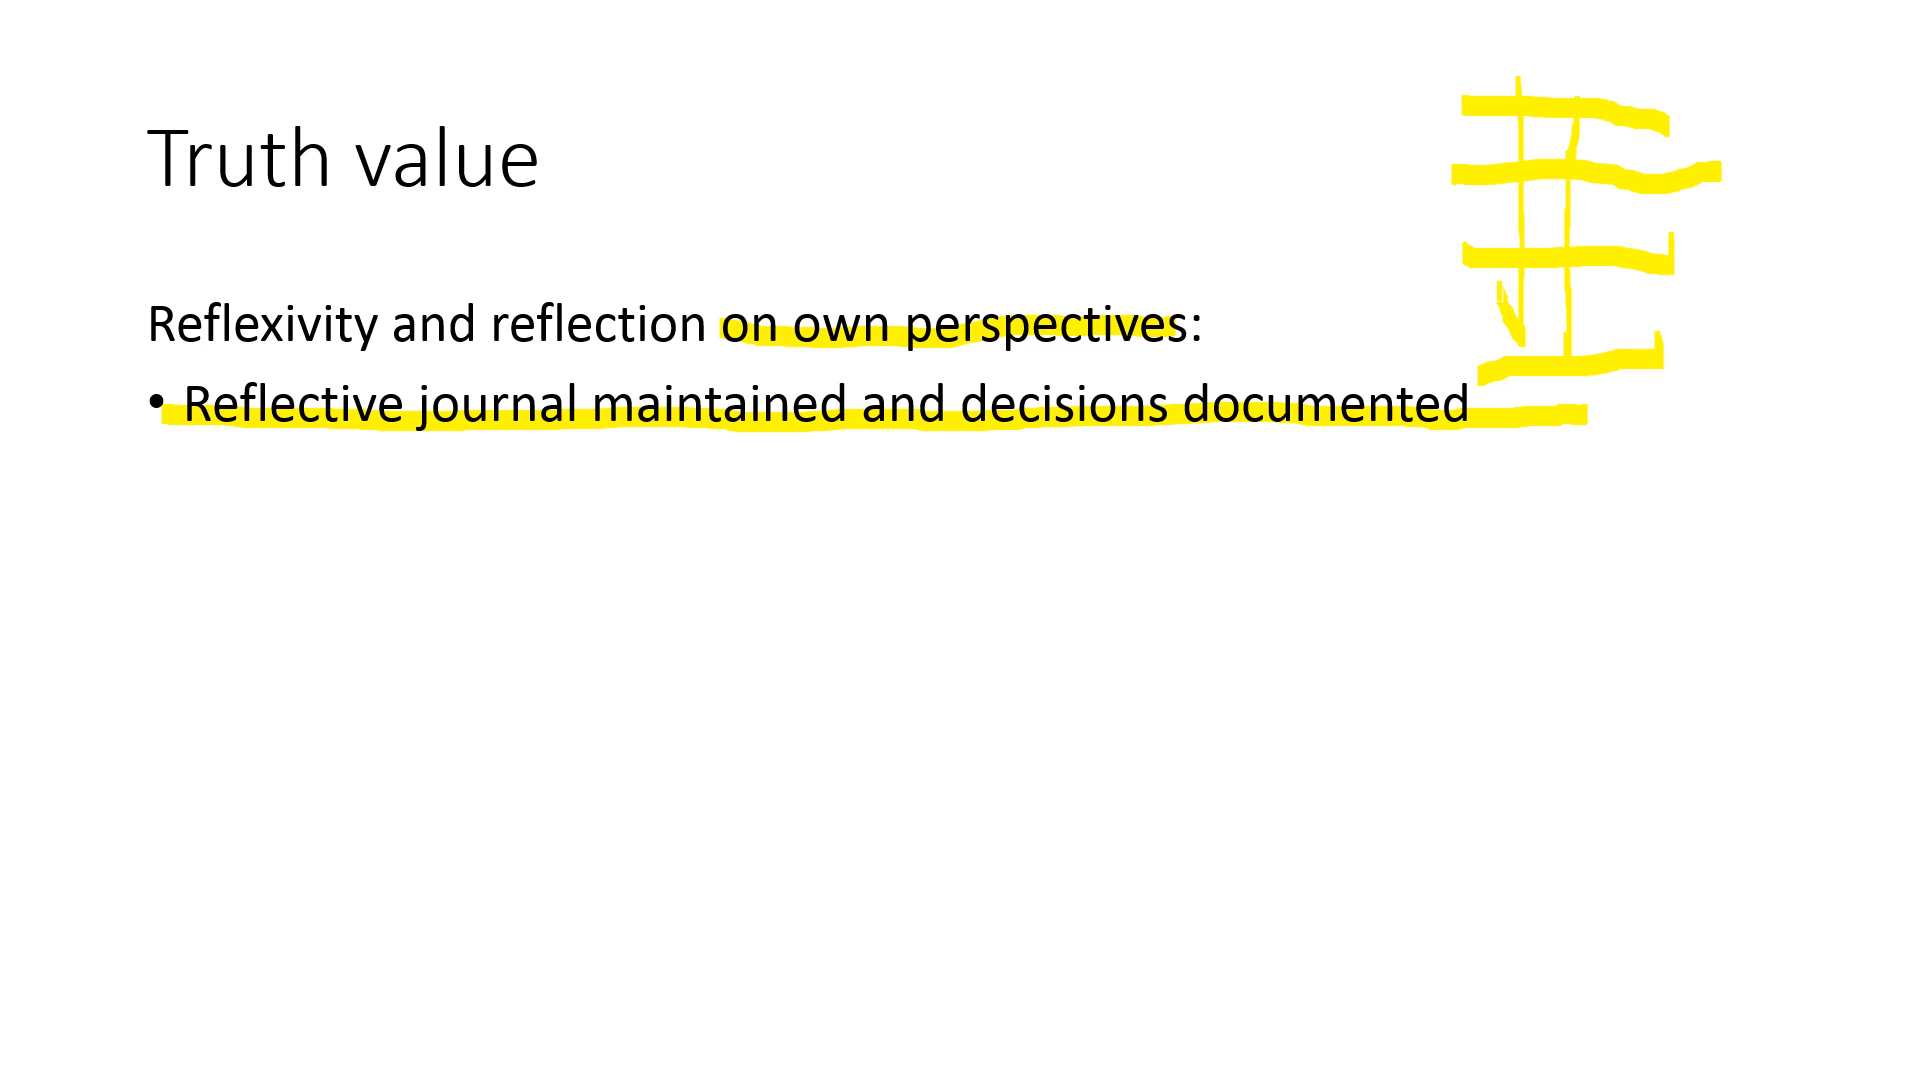 Truth value
Reflexivity and reflection on own perspectives:
• Reflective journal maintained and decisions documented